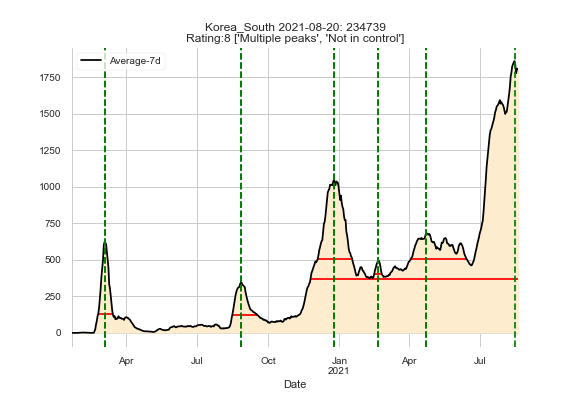 Korea_South 2021-08-20: 234739
Rating:8 ['Multiple peaks', 'Not in control']
Average-7d
1750
1500
1250
1000
750
500
250
0
Apr Jul Oct Jan Apr Jul
2021
Date